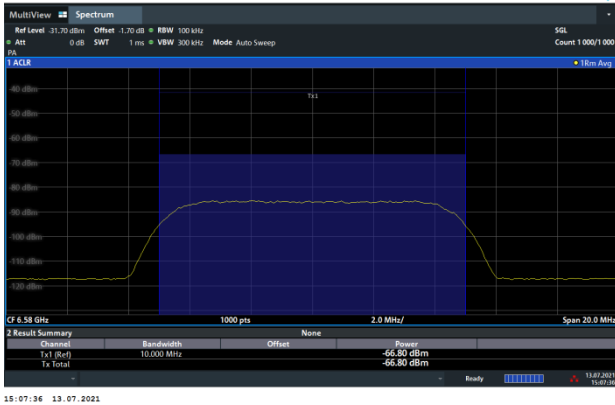 MultiView Spectrum
Ref Level -31.70 dBm Offset -1.70 dB RBW 100 kHz SGL
Att 0 dB SWT 1 ms VBW 300 kHz Mode Auto Sweep Count 1000/1000
PA
1 ACLR 1Rm Avg
Tx1
-40 dBm
-50 dBm
-60 dBm
-70 dBm
-80 dBm
-90 dBm
-100 dBm
-110 dBm
-120 dBm
CF 6.58 GHz 1000 pts 2.0 MHz/ Span 20.0 MHz
2 Result Summary None
Channel Bandwidth Offset Power
Tx1 (Ref) 10.000 MHz -66.80 dBm
Tx Total -66.80 dBm
Ready 13.07.2021
15:07:36
15:07:36 13.07.2021